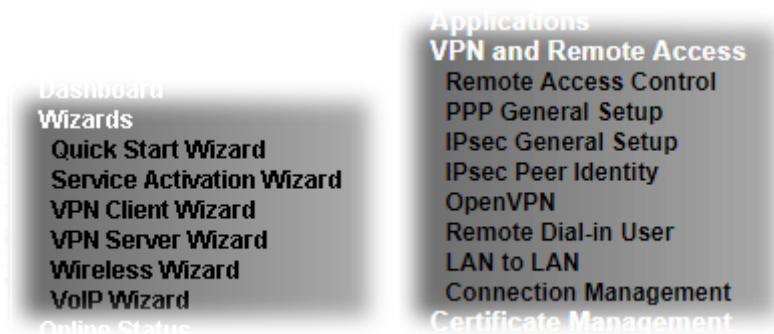 Dashboard
Wizards
Quick Start Wizard
Service Activation Wizard
VPN Client Wizard
VPN Server Wizard
Wireless Wizard
VoIP Wizard
Online Status
Applications
VPN and Remote Access
Remote Access Control
PPP General Setup
IPsec General Setup
IPsec Peer Identity
OpenVPN
Remote Dial-in User
LAN to LAN
Connection Management
Certificate Management